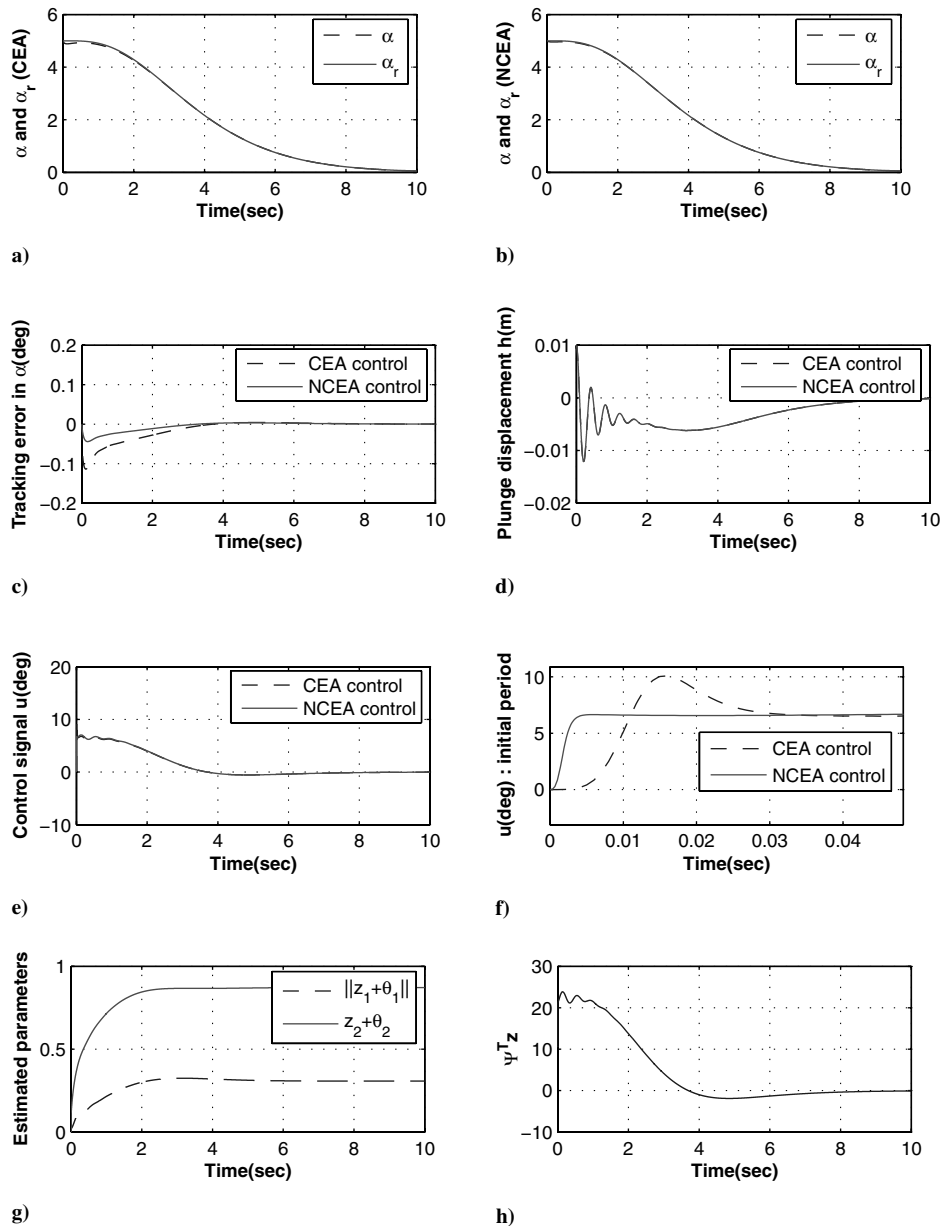 α and α_r (CEA)
6
4
2
0
0 2 4 6 8 10
Time(sec)
α
α_r
a)
α and α_r (NCEA)
6
4
2
0
0 2 4 6 8 10
Time(sec)
α
α_r
b)
Tracking error in α(deg)
0.2
0.1
0
−0.1
−0.2
0 2 4 6 8 10
Time(sec)
CEA control
NCEA control
c)
Plunge displacement h(m)
0.01
0
−0.01
−0.02
0 2 4 6 8 10
Time(sec)
CEA control
NCEA control
d)
Control signal u(deg)
20
10
0
−10
0 2 4 6 8 10
Time(sec)
CEA control
NCEA control
e)
u(deg) : initial period
10
5
0
0 0.01 0.02 0.03 0.04
Time(sec)
CEA control
NCEA control
f)
Estimated parameters
1
0.5
0
0 2 4 6 8 10
Time(sec)
||z_1+θ_1||
z_2+θ_2
g)
Ψ^T z
30
20
10
0
−10
0 2 4 6 8 10
Time(sec)
h)